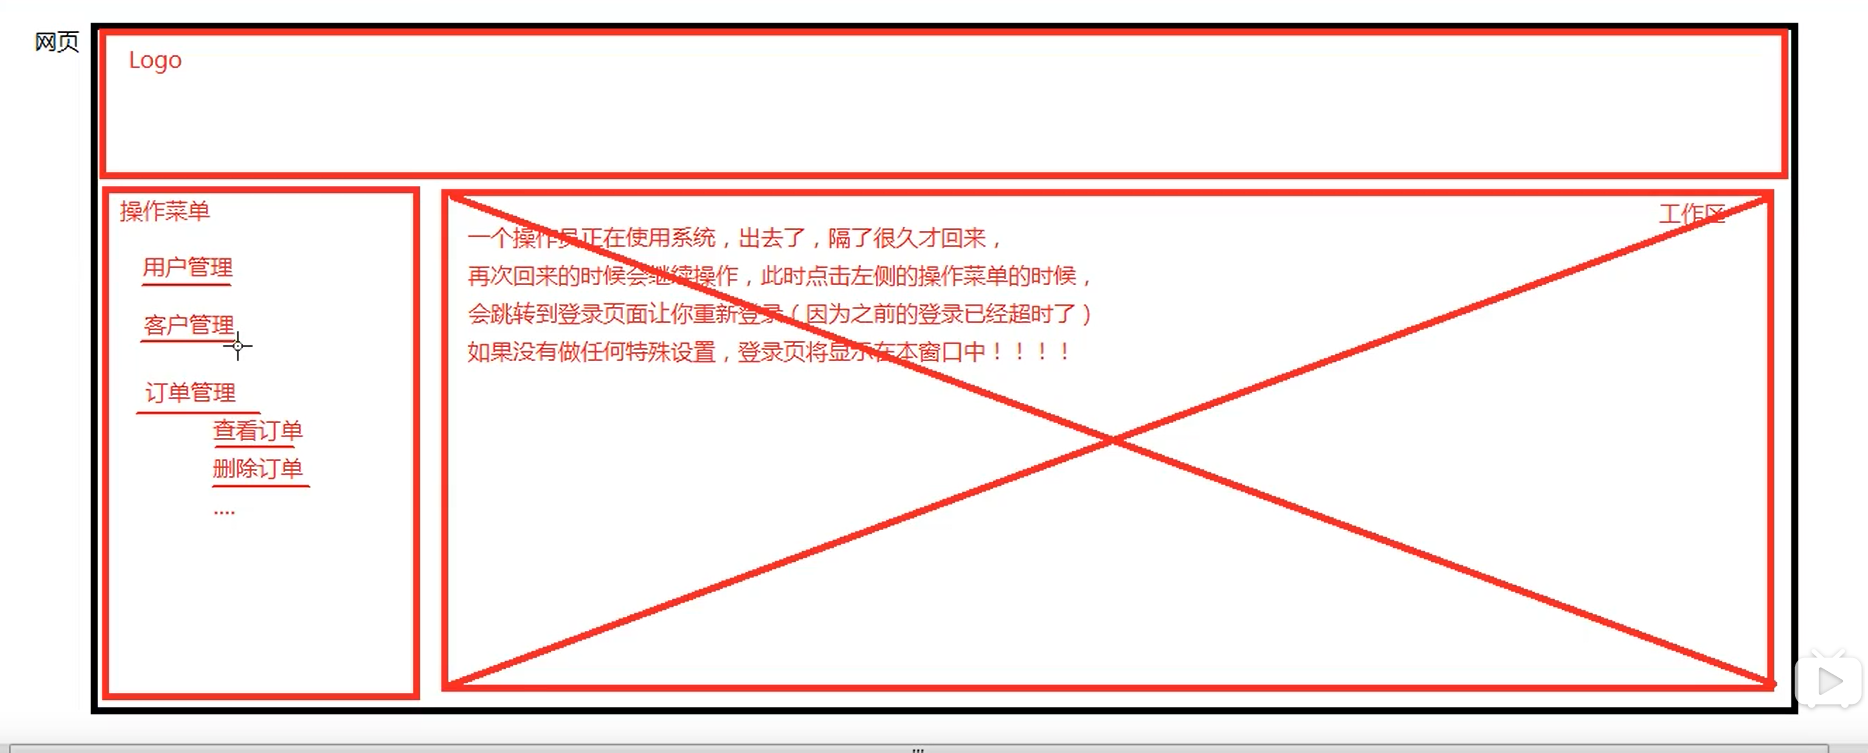 网页
Logo
操作菜单
用户管理
客户管理
订单管理
查看订单
删除订单
....
工作区
一个操作员正在使用系统，出去了，隔了很久才回来，
再次回来的时候会继续操作，此时点击左侧的操作菜单的时候，
会跳转到登录页面让你重新登录（因为之前的登录已经超时了）
如果没有做任何特殊设置，登录页将显示在本窗口中！！！！